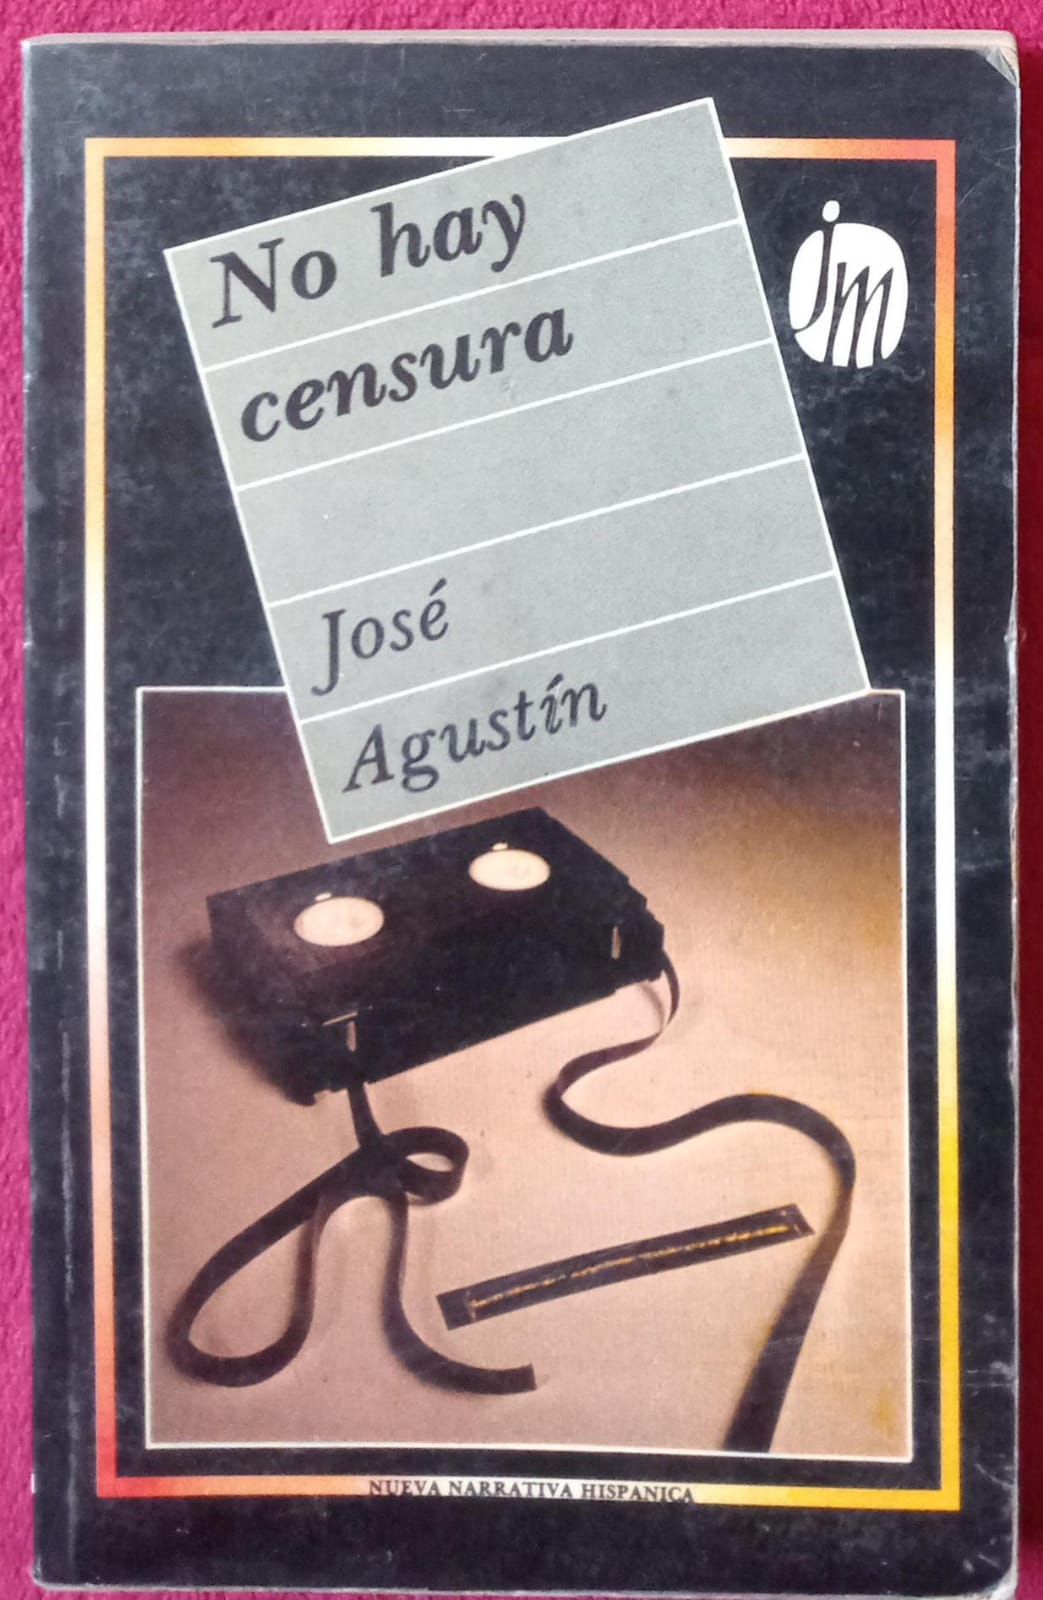 No hay
censura
José
Agustín
jm
NUEVA NARRATIVA HISPANICA